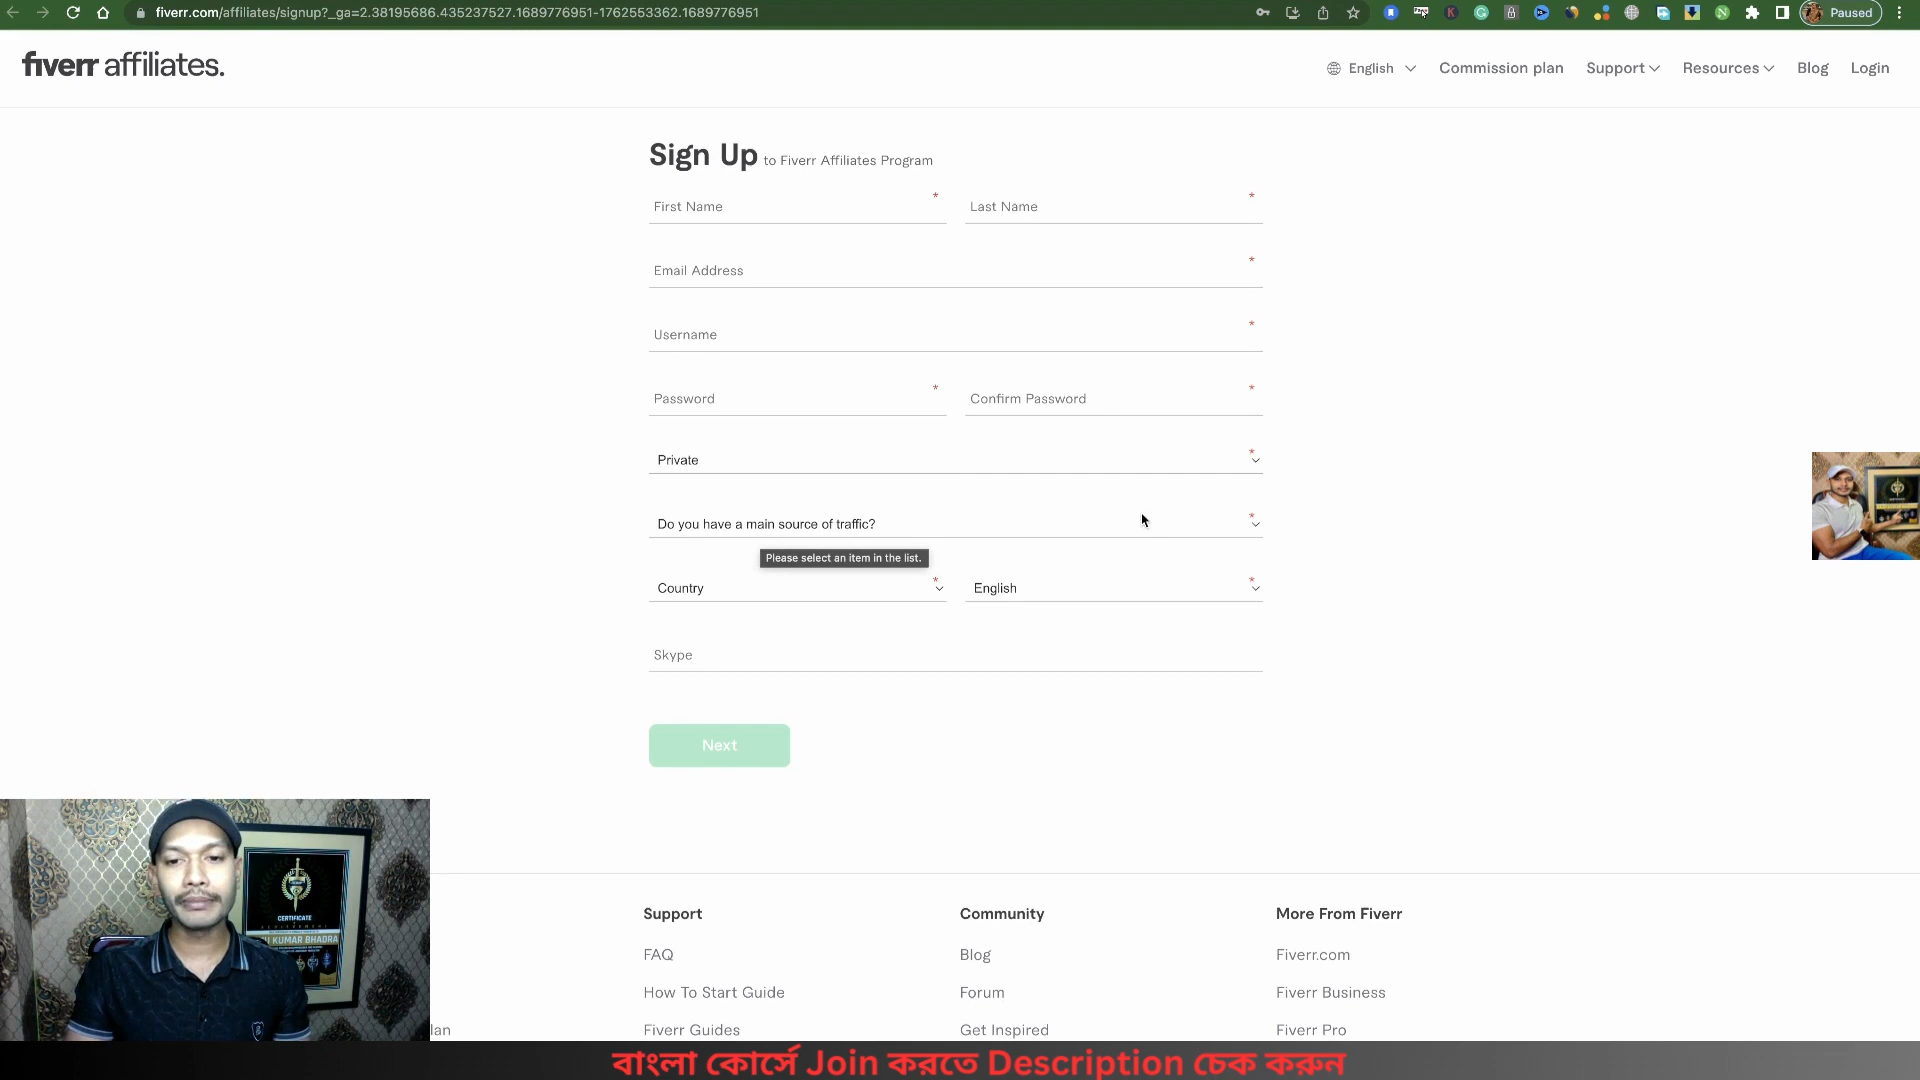 fiverr.com/affiliates/signup?_ga=2.38195686.435237527.1689776951-1762553362.1689776951
Paused
fiverr affiliates.
English
Commission plan
Support
Resources
Blog
Login
Sign Up to Fiverr Affiliates Program
First Name *
Last Name *
Email Address *
Username *
Password *
Confirm Password *
Private *
Do you have a main source of traffic? *
Please select an item in the list.
Country *
English *
Skype
Next
Support
Community
More From Fiverr
FAQ
Blog
Fiverr.com
How To Start Guide
Forum
Fiverr Business
lan
Fiverr Guides
Get Inspired
Fiverr Pro
CERTIFICATE
KUMAR BHADRA
বাংলা কোর্সে Join করতে Description চেক করুন